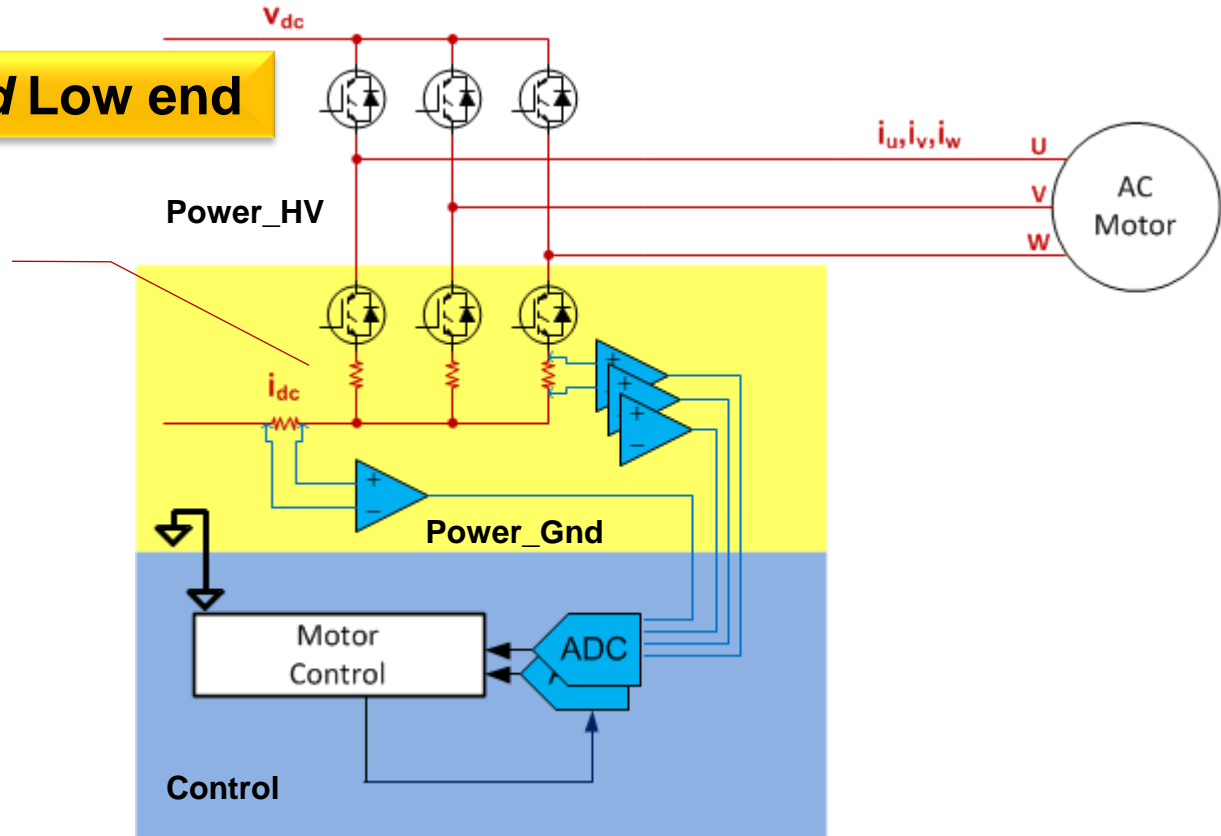 Vdc
d Low end
iu,iv,iw
U
V
W
AC
Motor
Power_HV
idc
+
+
+
−
+
−
Power_Gnd
Motor
Control
ADC
Control